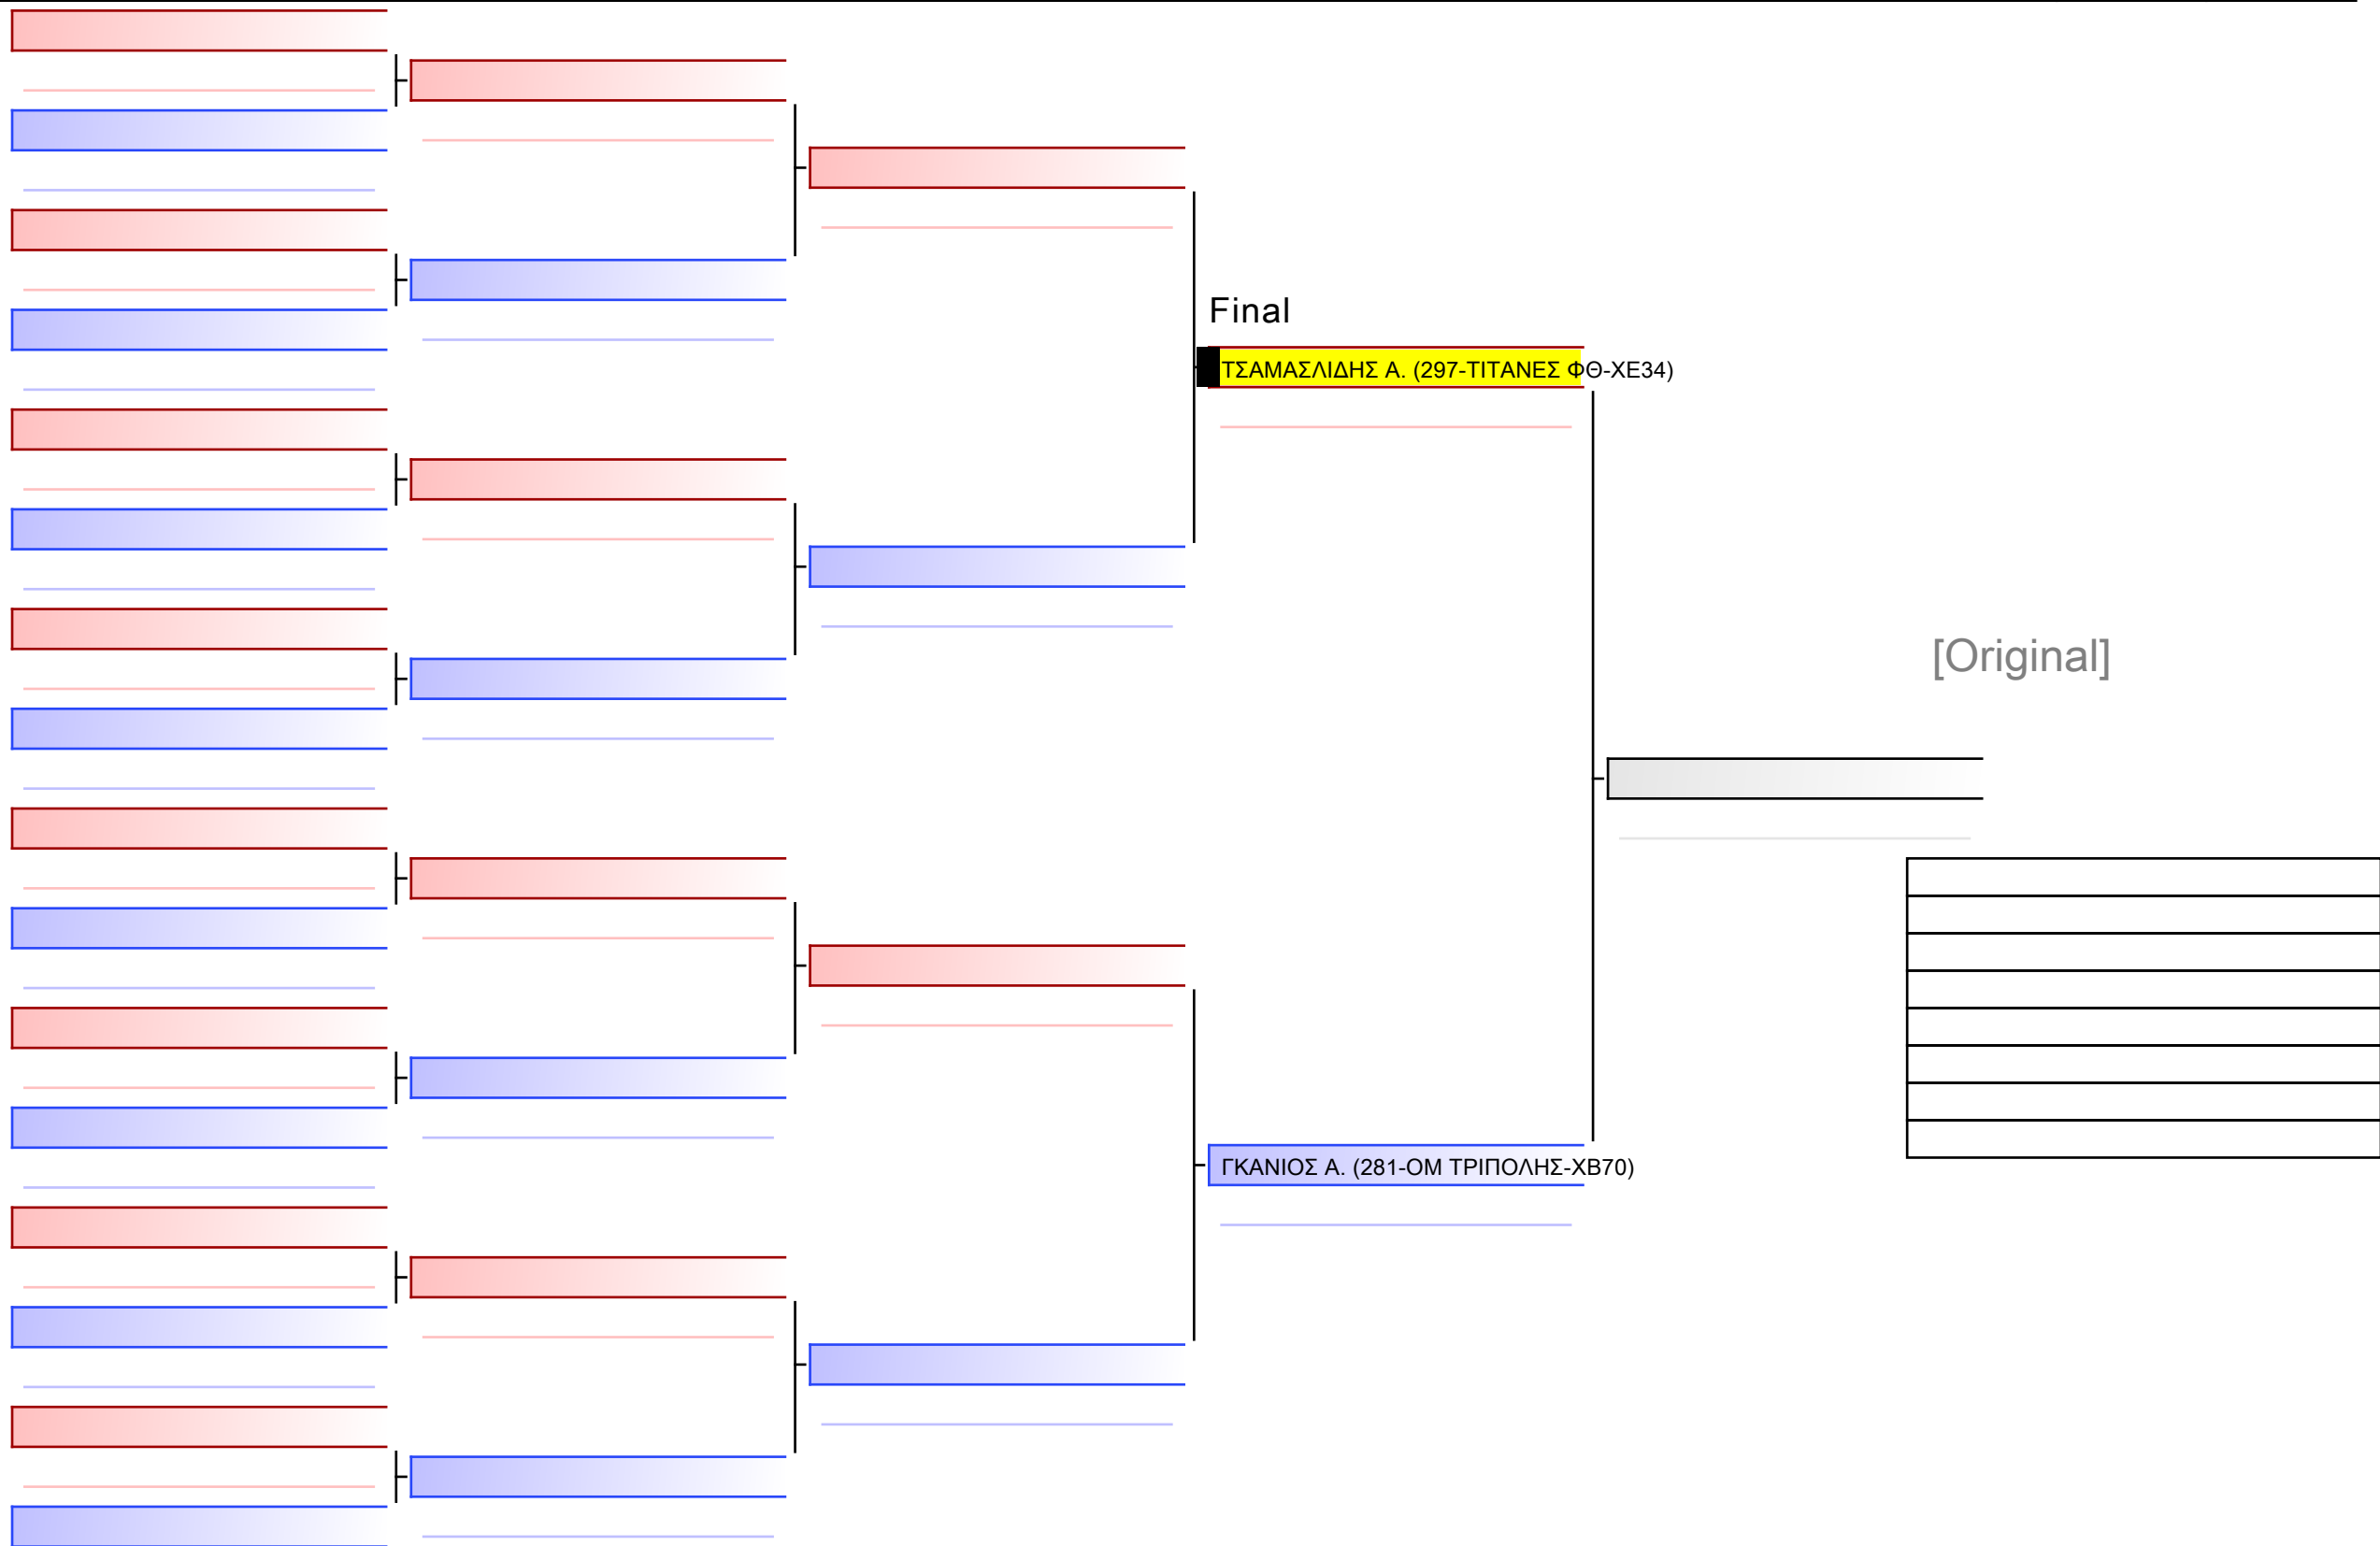 Final
ΤΣΑΜΑΣΛΙΔΗΣ Α. (297-ΤΙΤΑΝΕΣ ΦΘ-ΧΕ34)
[Original]
ΓΚΑΝΙΟΣ Α. (281-ΟΜ ΤΡΙΠΟΛΗΣ-ΧΒ70)